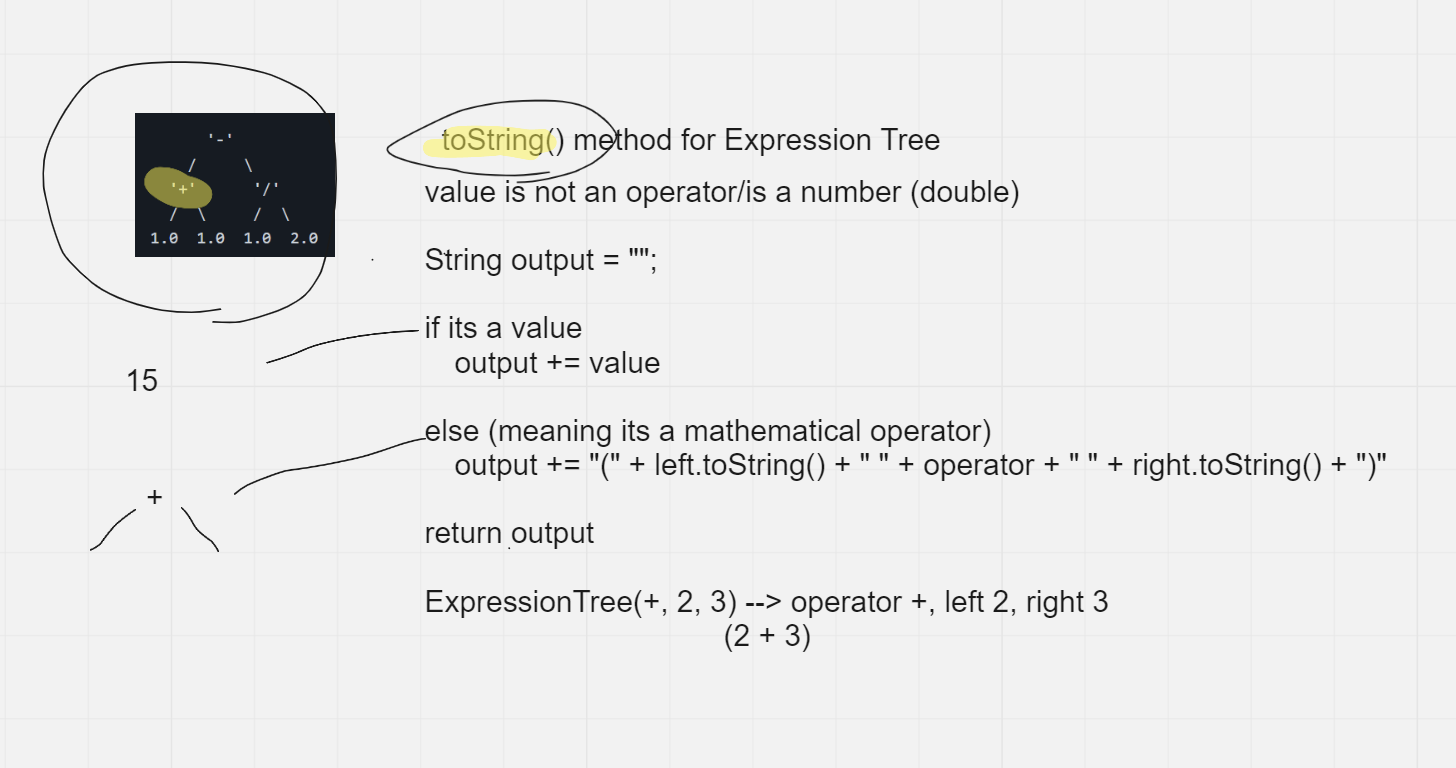 '-'
/ \
'+' '/'
/ \ / \
1.0 1.0 1.0 2.0
toString() method for Expression Tree
value is not an operator/is a number (double)
String output = "";
if its a value
output += value
15
else (meaning its a mathematical operator)
output += "(" + left.toString() + " " + operator + " " + right.toString() + ")"
+
return output
ExpressionTree(+, 2, 3) --> operator +, left 2, right 3
(2 + 3)